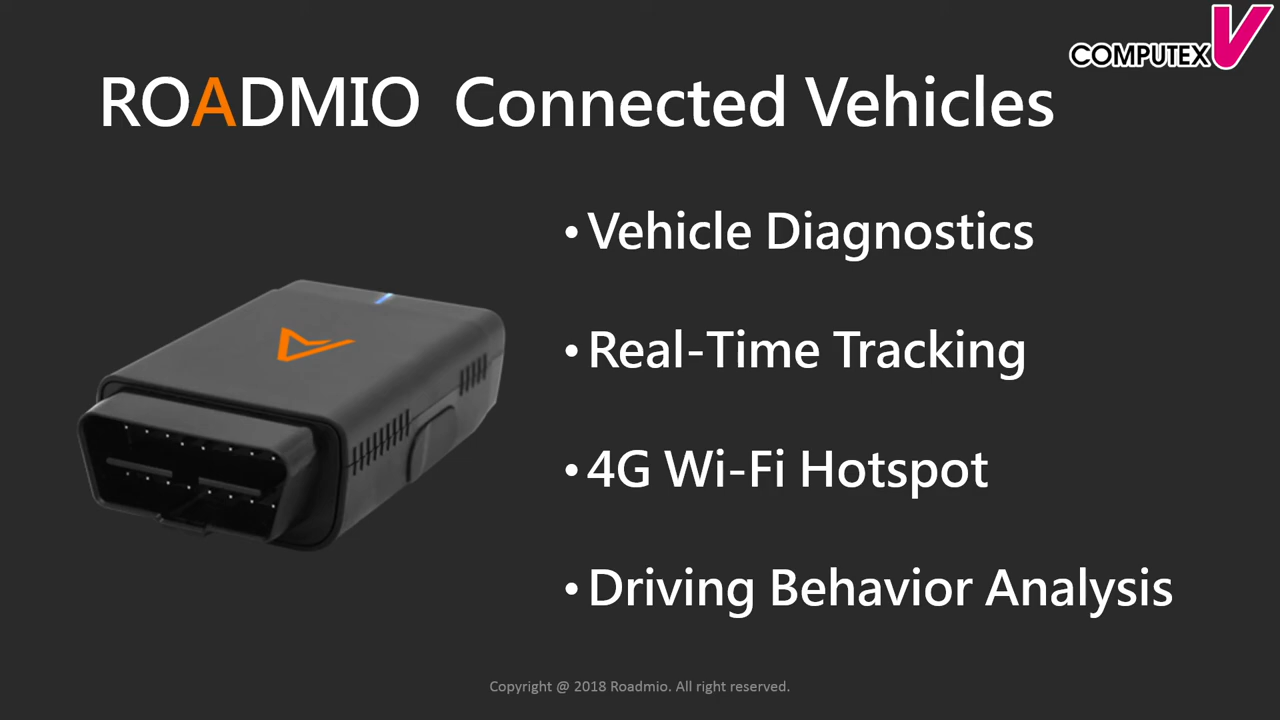 COMPUTEX V
ROADMIO Connected Vehicles
• Vehicle Diagnostics
• Real-Time Tracking
• 4G Wi-Fi Hotspot
• Driving Behavior Analysis
Copyright @ 2018 Roadmio. All right reserved.